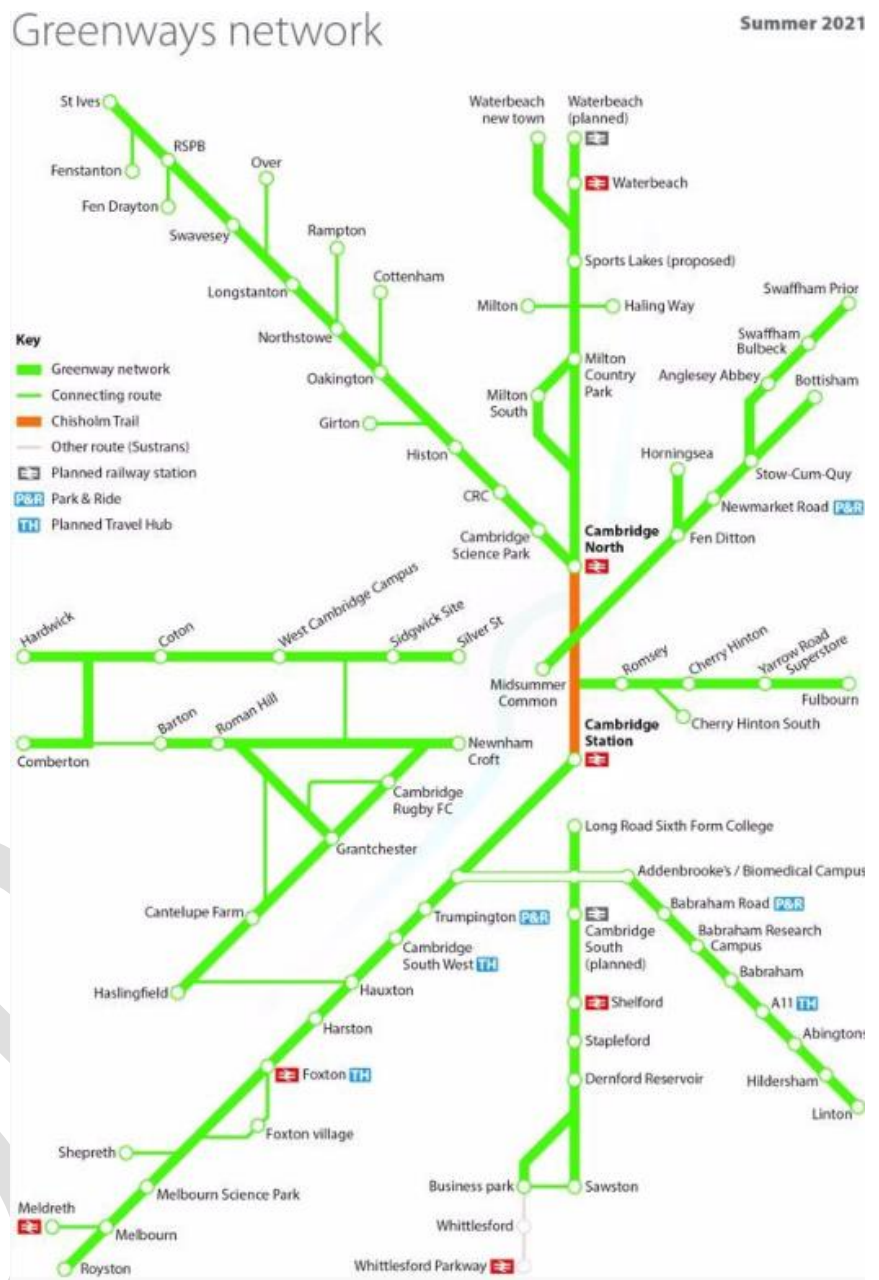 Greenways network
Summer 2021
St Ives
RSPB
Fenstanton
Over
Fen Drayton
Swavesey
Rampton
Longstanton
Cottenham
Northstowe
Oakington
Girton
Histon
CRC
Cambridge
Science Park
Waterbeach
new town
Waterbeach
(planned)
Waterbeach
Sports Lakes (proposed)
Milton
Haling Way
Milton
Country
Park
Milton
South
Cambridge
North
Swaffham Prior
Swaffham
Bulbeck
Anglesey Abbey
Bottisham
Horningsea
Stow-Cum-Quy
Newmarket Road P&R
Fen Ditton
Key
Greenway network
Connecting route
Chisholm Trail
Other route (Sustrans)
Planned railway station
P&R Park & Ride
TH Planned Travel Hub
Hardwick
Coton
West Cambridge Campus
Sidgwick Site
Silver St
Midsummer
Common
Romsey
Cherry Hinton
Yarrow Road
Superstore
Fulbourn
Cherry Hinton South
Cambridge
Station
Comberton
Barton
Roman Hill
Newnham
Croft
Cambridge
Rugby FC
Grantchester
Cantelupe Farm
Haslingfield
Long Road Sixth Form College
Addenbrooke's / Biomedical Campus
Trumpington P&R
Cambridge
South West TH
Hauxton
Harston
Foxton TH
Foxton village
Shepreth
Melbourn Science Park
Meldreth
Melbourn
Royston
Babraham Road P&R
Cambridge
South
(planned)
Babraham Research
Campus
Babraham
A11 TH
Abingtons
Hildersham
Linton
Shelford
Stapleford
Dernford Reservoir
Business park
Sawston
Whittlesford
Whittlesford Parkway